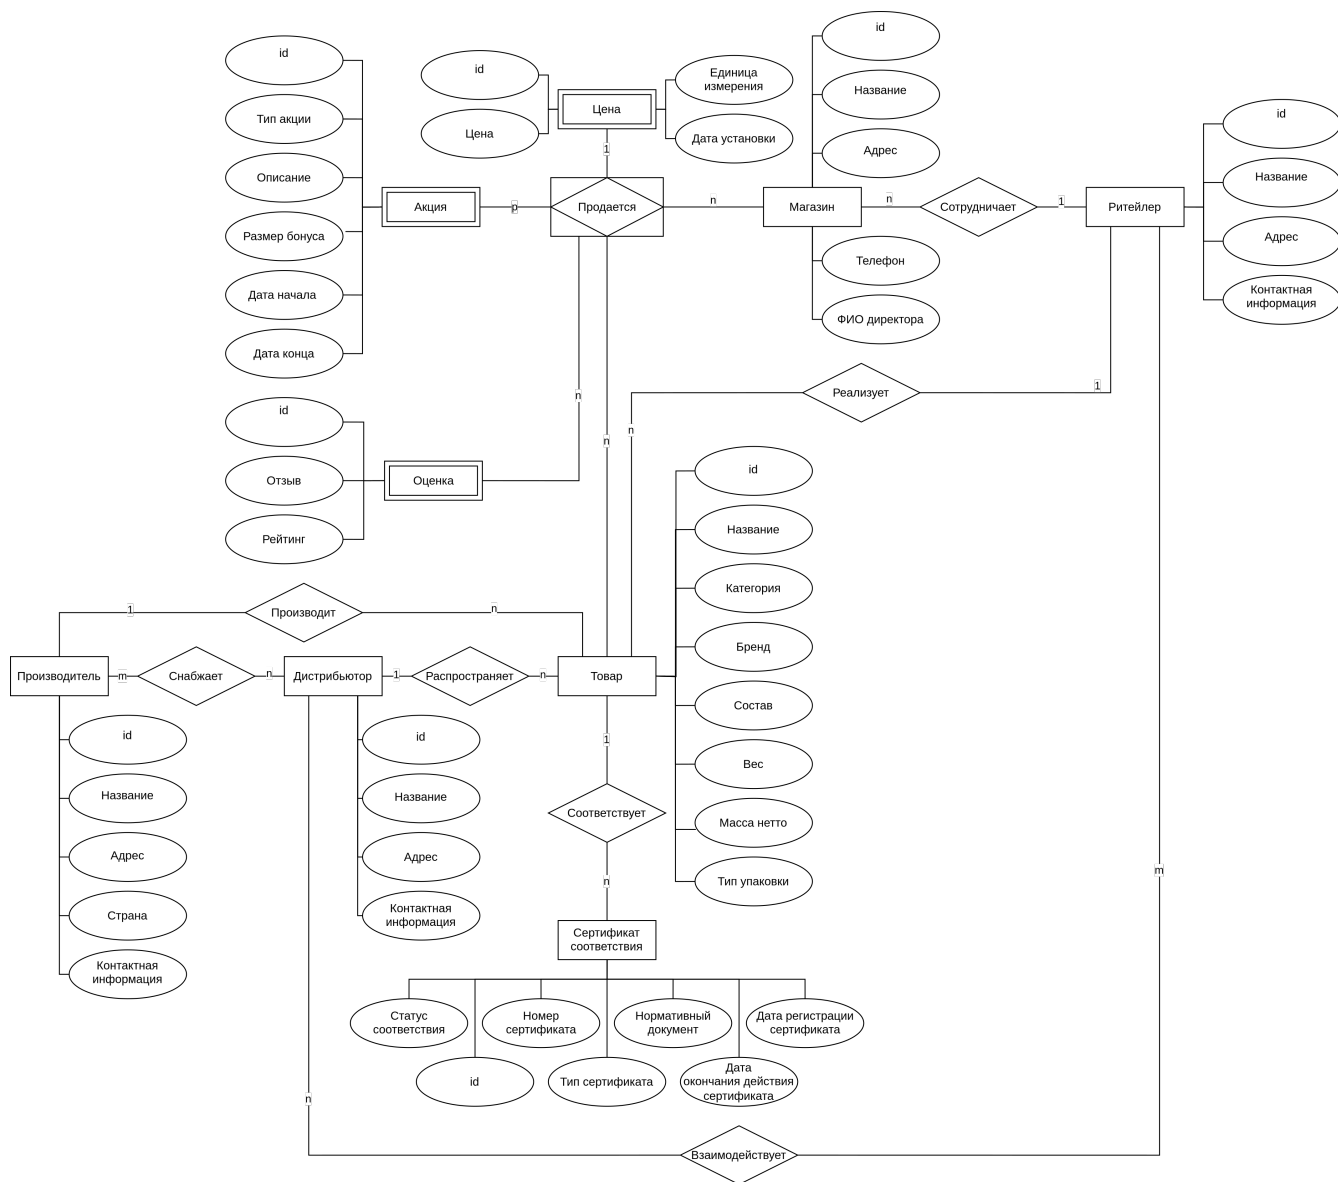 id
Тип акции
Описание
Размер бонуса
Дата начала
Дата конца
Акция
p
id
Цена
Цена
Единица
измерения
Дата установки
1
Продается
n
id
Название
Адрес
Магазин
Телефон
ФИО директора
n
Сотрудничает
1
Ритейлер
id
Название
Адрес
Контактная
информация
n
n
n
Реализует
1
id
Отзыв
Рейтинг
Оценка
1
Производит
n
Производитель
m
Снабжает
n
Дистрибьютор
1
Распространяет
n
Товар
id
Название
Категория
Бренд
Состав
Вес
Масса нетто
Тип упаковки
id
Название
Адрес
Страна
Контактная
информация
id
Название
Адрес
Контактная
информация
1
Соответствует
n
Сертификат
соответствия
Статус
соответствия
Номер
сертификата
Нормативный
документ
Дата регистрации
сертификата
id
Тип сертификата
Дата
окончания действия
сертификата
m
n
Взаимодействует